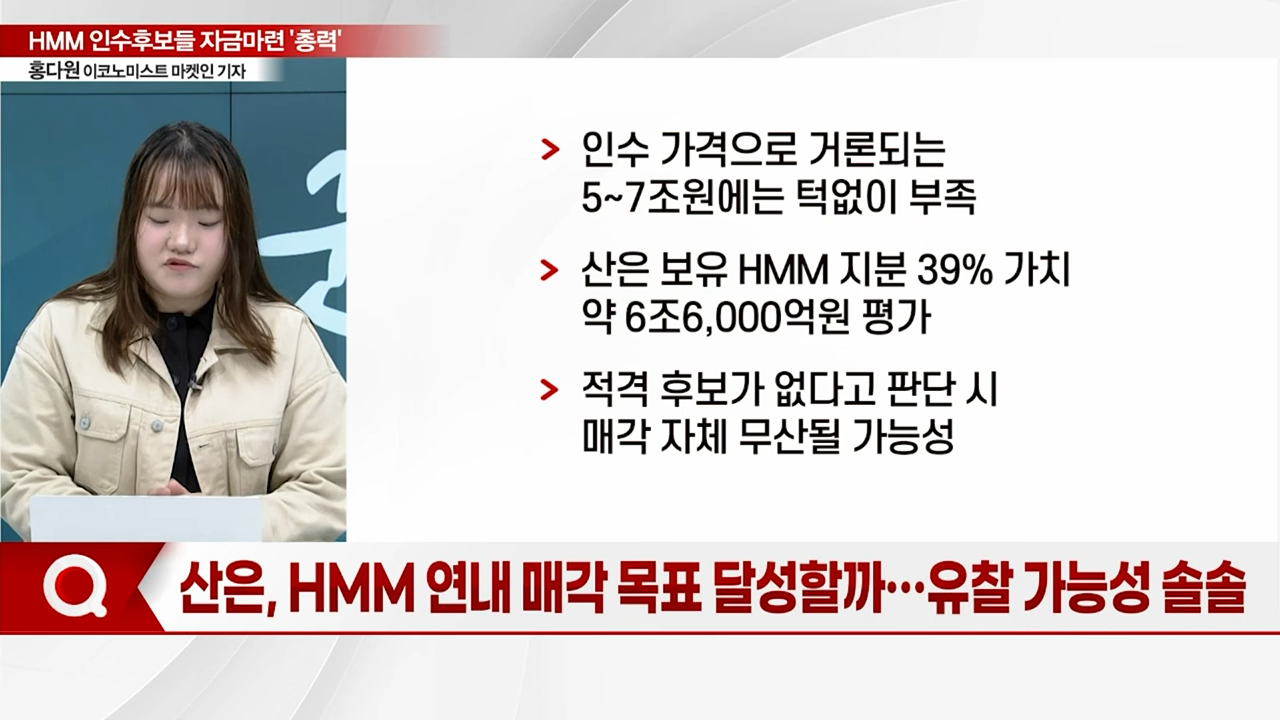 HMM 인수후보들 자금마련 '총력'
홍다원 이코노미스트 마켓인 기자
> 인수 가격으로 거론되는
5~7조원에는 턱없이 부족
> 산은 보유 HMM 지분 39% 가치
약 6조6,000억원 평가
> 적격 후보가 없다고 판단 시
매각 자체 무산될 가능성
Q 산은, HMM 연내 매각 목표 달성할까…유찰 가능성 솔솔